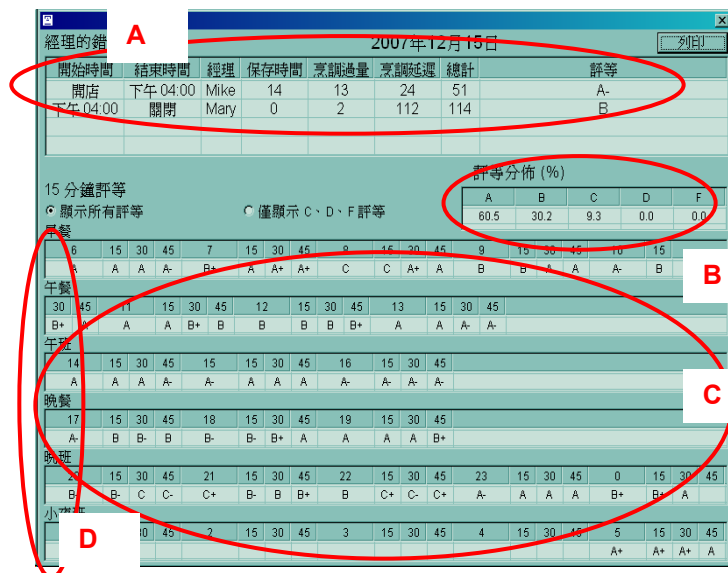 經理的錯 A 2007年12月15日 列印
開始時間 結束時間 經理 保存時間 烹調過量 烹調延遲 總計 評等
開店 下午 04:00 Mike 14 13 24 51 A-
下午 04:00 關閉 Mary 0 2 112 114 B
評等分佈 (%)
15 分鐘評等
A B C D F
顯示所有評等 僅顯示 C、D、F 評等
60.5 30.2 9.3 0.0 0.0
早餐
6 15 30 45 7 15 30 45 8 15 30 45 9 15 30 45 10 15
A A A A- B+ A A+ A+ C C A+ A B B A A A- B
B
午餐
30 45 11 15 30 45 12 15 30 45 13 15 30 45
B+ A A A B+ B B B B B+ A A A- A-
午班
14 15 30 45 15 15 30 45 16 15 30 45
A A A A- A- A A A A- A- A- A-
C
晚餐
17 15 30 45 18 15 30 45 19 15 30 45
A- B B- B B- B- B+ A A A A B+
晚班
20 15 30 45 21 15 30 45 22 15 30 45 23 15 30 45 0 15 30 45
B- B- C C- C+ B- B B+ B C+ C- C+ A- A A A B+ B+ A
D
30 45 2 15 30 45 3 15 30 45 4 15 30 45 5 15 30 45
A+ A+ A+ A